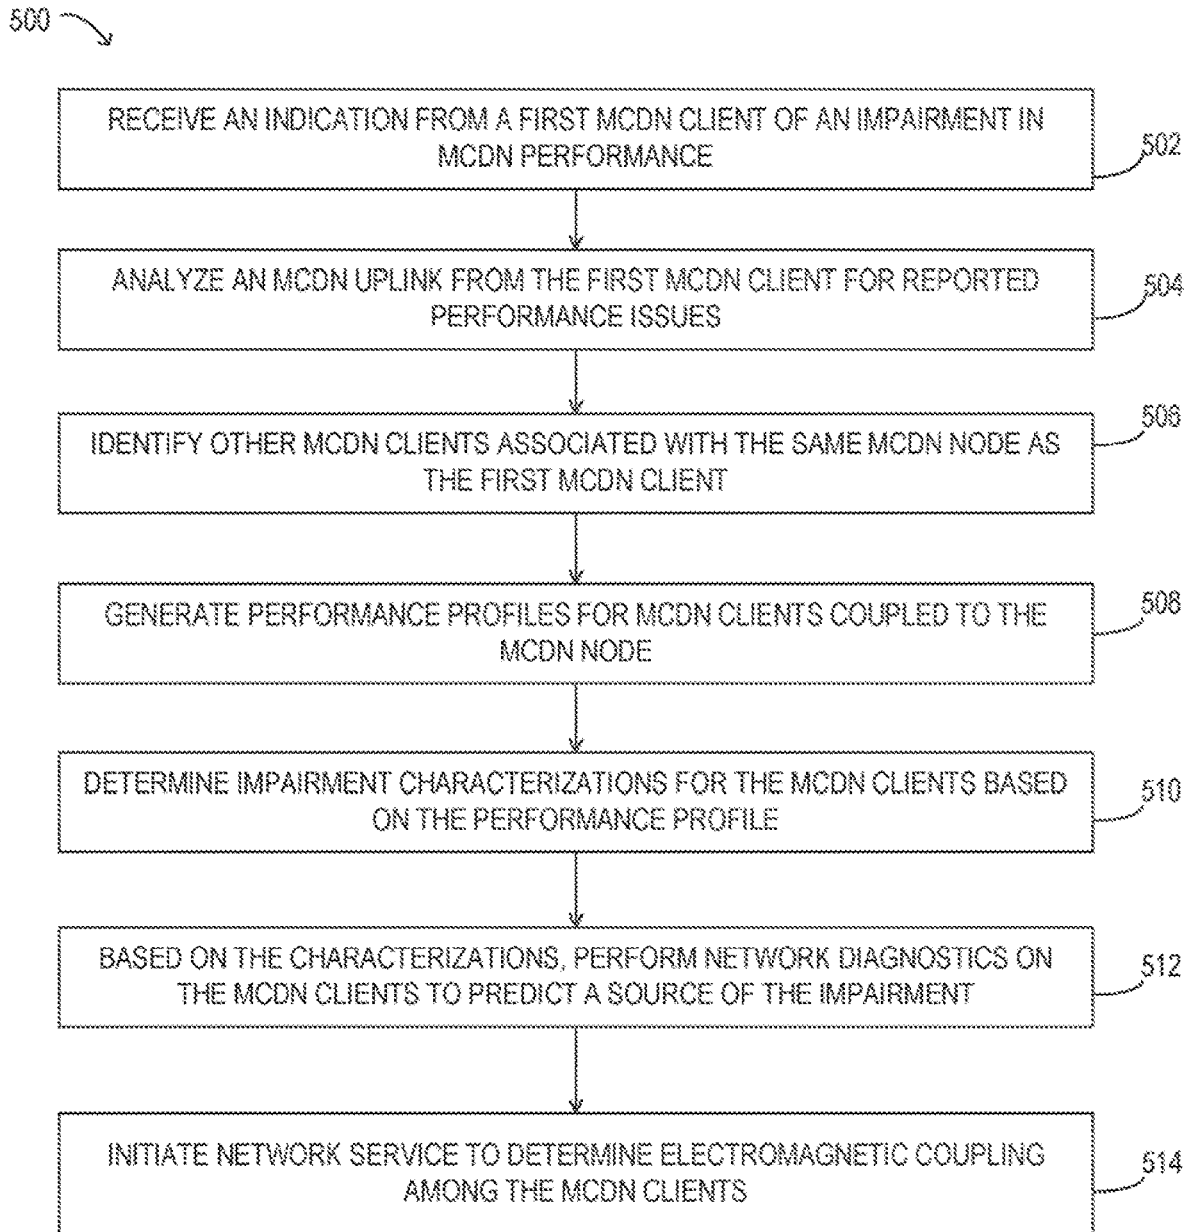 500
RECEIVE AN INDICATION FROM A FIRST MCDN CLIENT OF AN IMPAIRMENT IN
MCDN PERFORMANCE
502
ANALYZE AN MCDN UPLINK FROM THE FIRST MCDN CLIENT FOR REPORTED
PERFORMANCE ISSUES
504
IDENTIFY OTHER MCDN CLIENTS ASSOCIATED WITH THE SAME MCDN NODE AS
THE FIRST MCDN CLIENT
506
GENERATE PERFORMANCE PROFILES FOR MCDN CLIENTS COUPLED TO THE
MCDN NODE
508
DETERMINE IMPAIRMENT CHARACTERIZATIONS FOR THE MCDN CLIENTS BASED
ON THE PERFORMANCE PROFILE
510
BASED ON THE CHARACTERIZATIONS, PERFORM NETWORK DIAGNOSTICS ON
THE MCDN CLIENTS TO PREDICT A SOURCE OF THE IMPAIRMENT
512
INITIATE NETWORK SERVICE TO DETERMINE ELECTROMAGNETIC COUPLING
AMONG THE MCDN CLIENTS
514